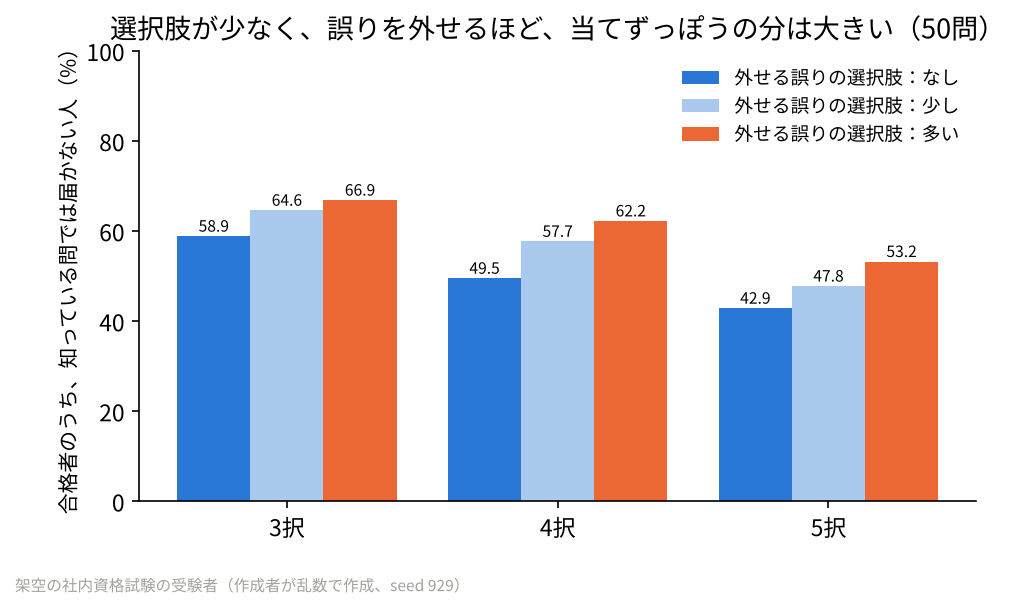 選択肢が少なく、誤りを外せるほど、当てずっぽうの分は大きい（50問）
合格者のうち、知っている問では届かない人（%）
100
80
60
40
20
0
外せる誤りの選択肢：なし
外せる誤りの選択肢：少し
外せる誤りの選択肢：多い
58.9
64.6
66.9
49.5
57.7
62.2
42.9
47.8
53.2
3択
4択
5択
架空の社内資格試験の受験者（作成者が乱数で作成、seed 929）